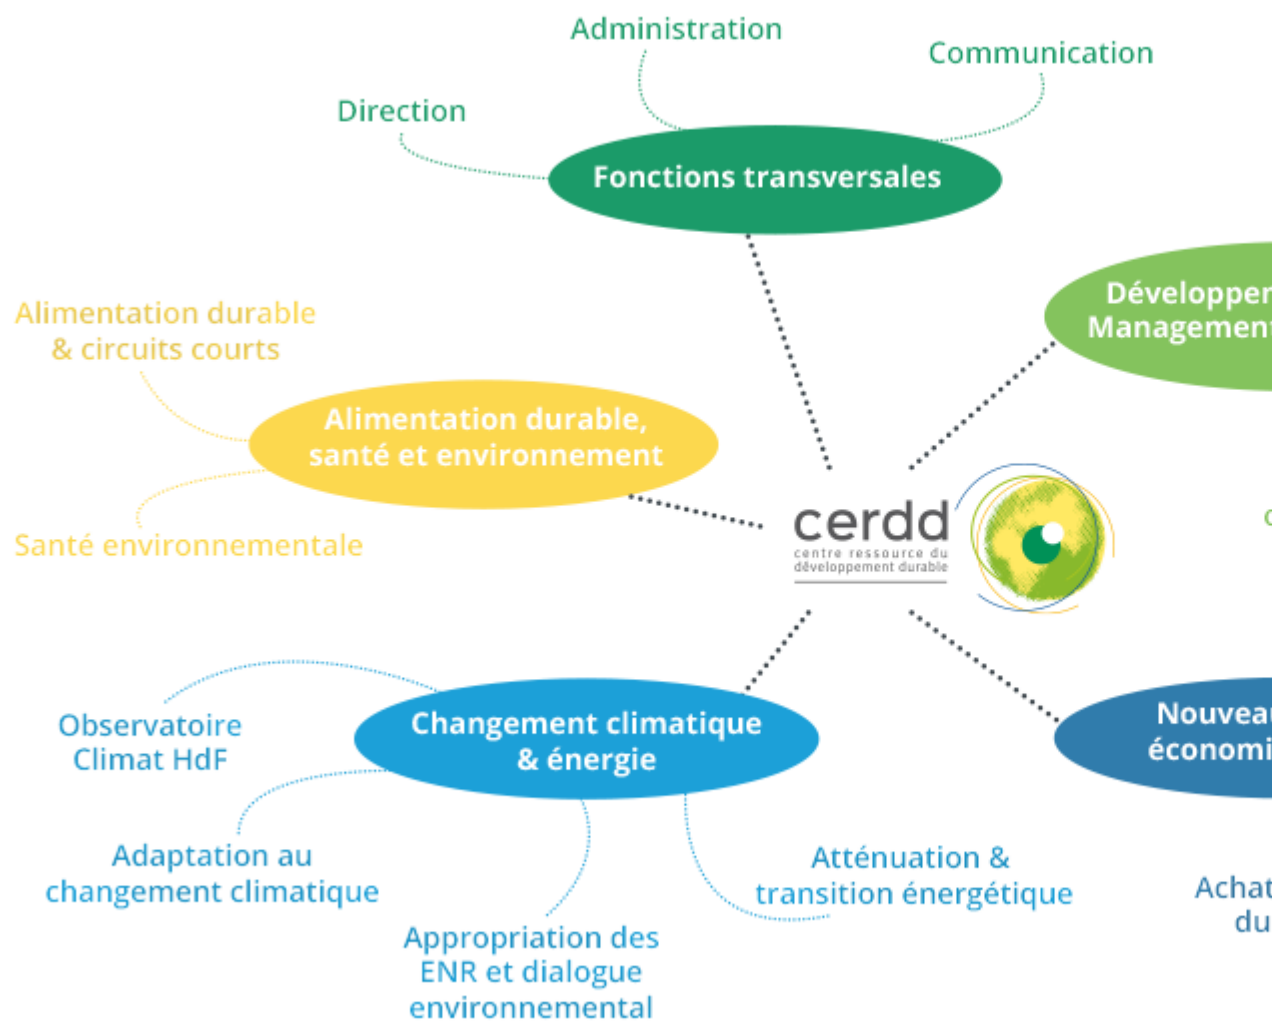 Administration
Communication
Direction
Fonctions transversales
Management
Alimentation durable
& circuits courts
Alimentation durable,
santé et environnement
Santé environnementale
cerdd
centre ressource du
développement durable
Observatoire
Climat HdF
Changement climatique
& énergie
Adaptation au
changement climatique
Appropriation des
ENR et dialogue
environnemental
Atténuation &
transition énergétique